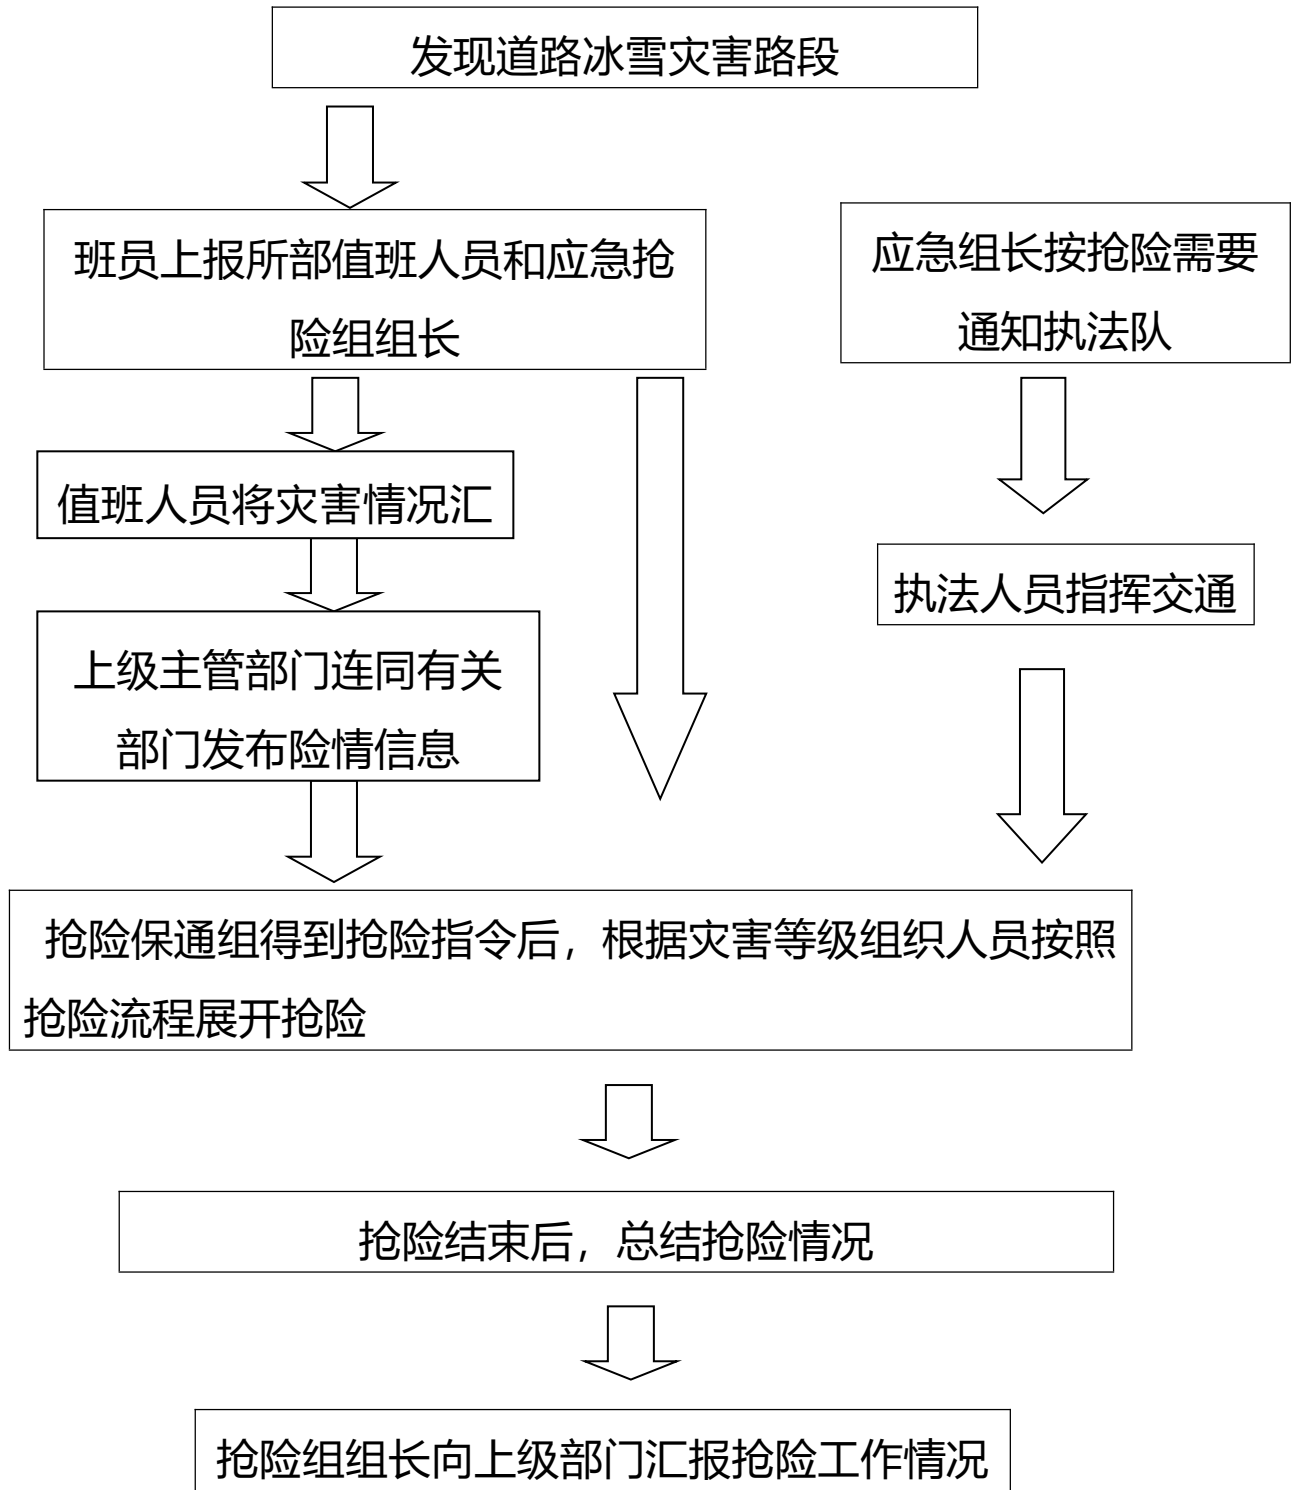 发现道路冰雪灾害路段
班员上报所部值班人员和应急抢
险组组长
应急组长按抢险需要
通知执法队
值班人员将灾害情况汇
执法人员指挥交通
上级主管部门连同有关
部门发布险情信息
抢险保通组得到抢险指令后，根据灾害等级组织人员按照
抢险流程展开抢险
抢险结束后，总结抢险情况
抢险组组长向上级部门汇报抢险工作情况